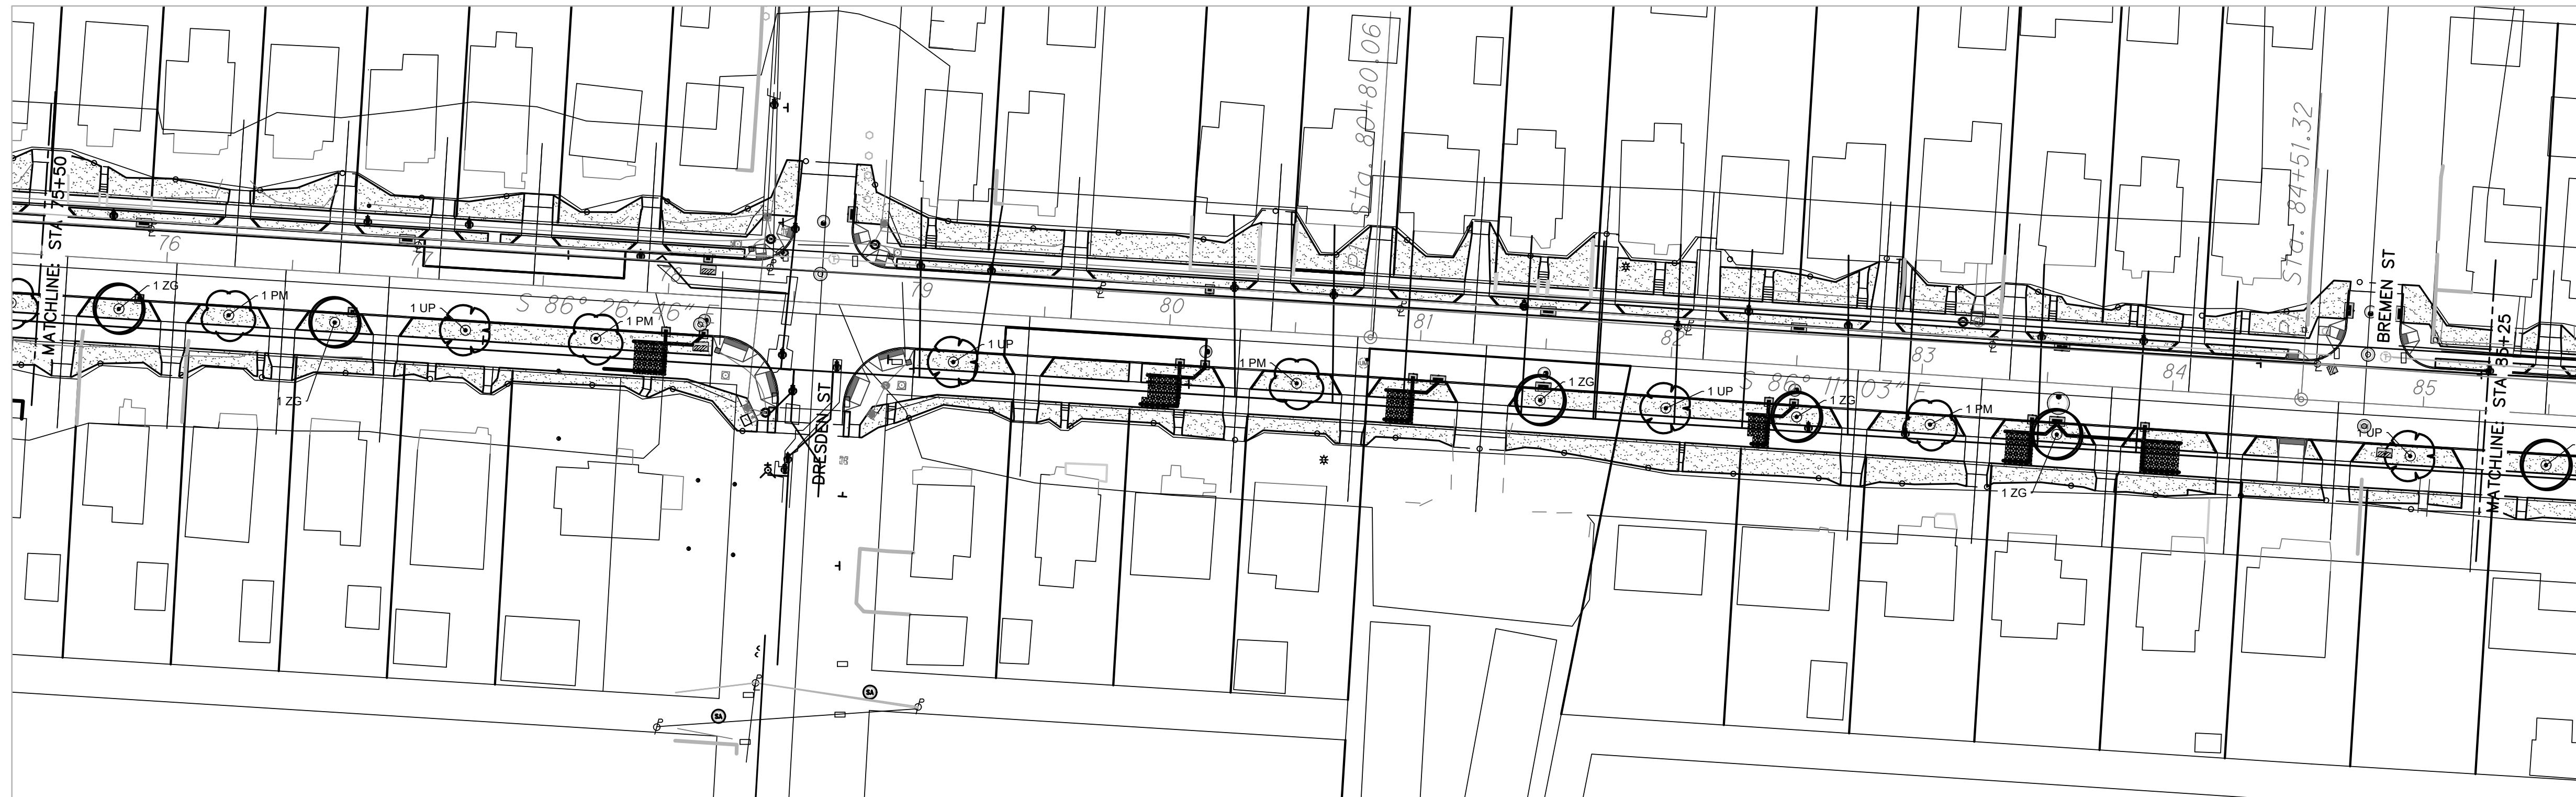 sta. 80+80.06
Sta. 84+51.32
MATCHLINE: STA 75+50
76
77
78
79
80
81
82
83
84
85
S 86° 26' 46" E
S 86° 11' 03" E
BREMEN ST
MATCHLINE: STA 85+25
DRESDEN ST
1 ZG
1 PM
1 ZG
1 UP
1 PM
1 UP
1 PM
1 ZG
1 UP
1 ZG
1 PM
1 ZG
1 UP
SA
SA